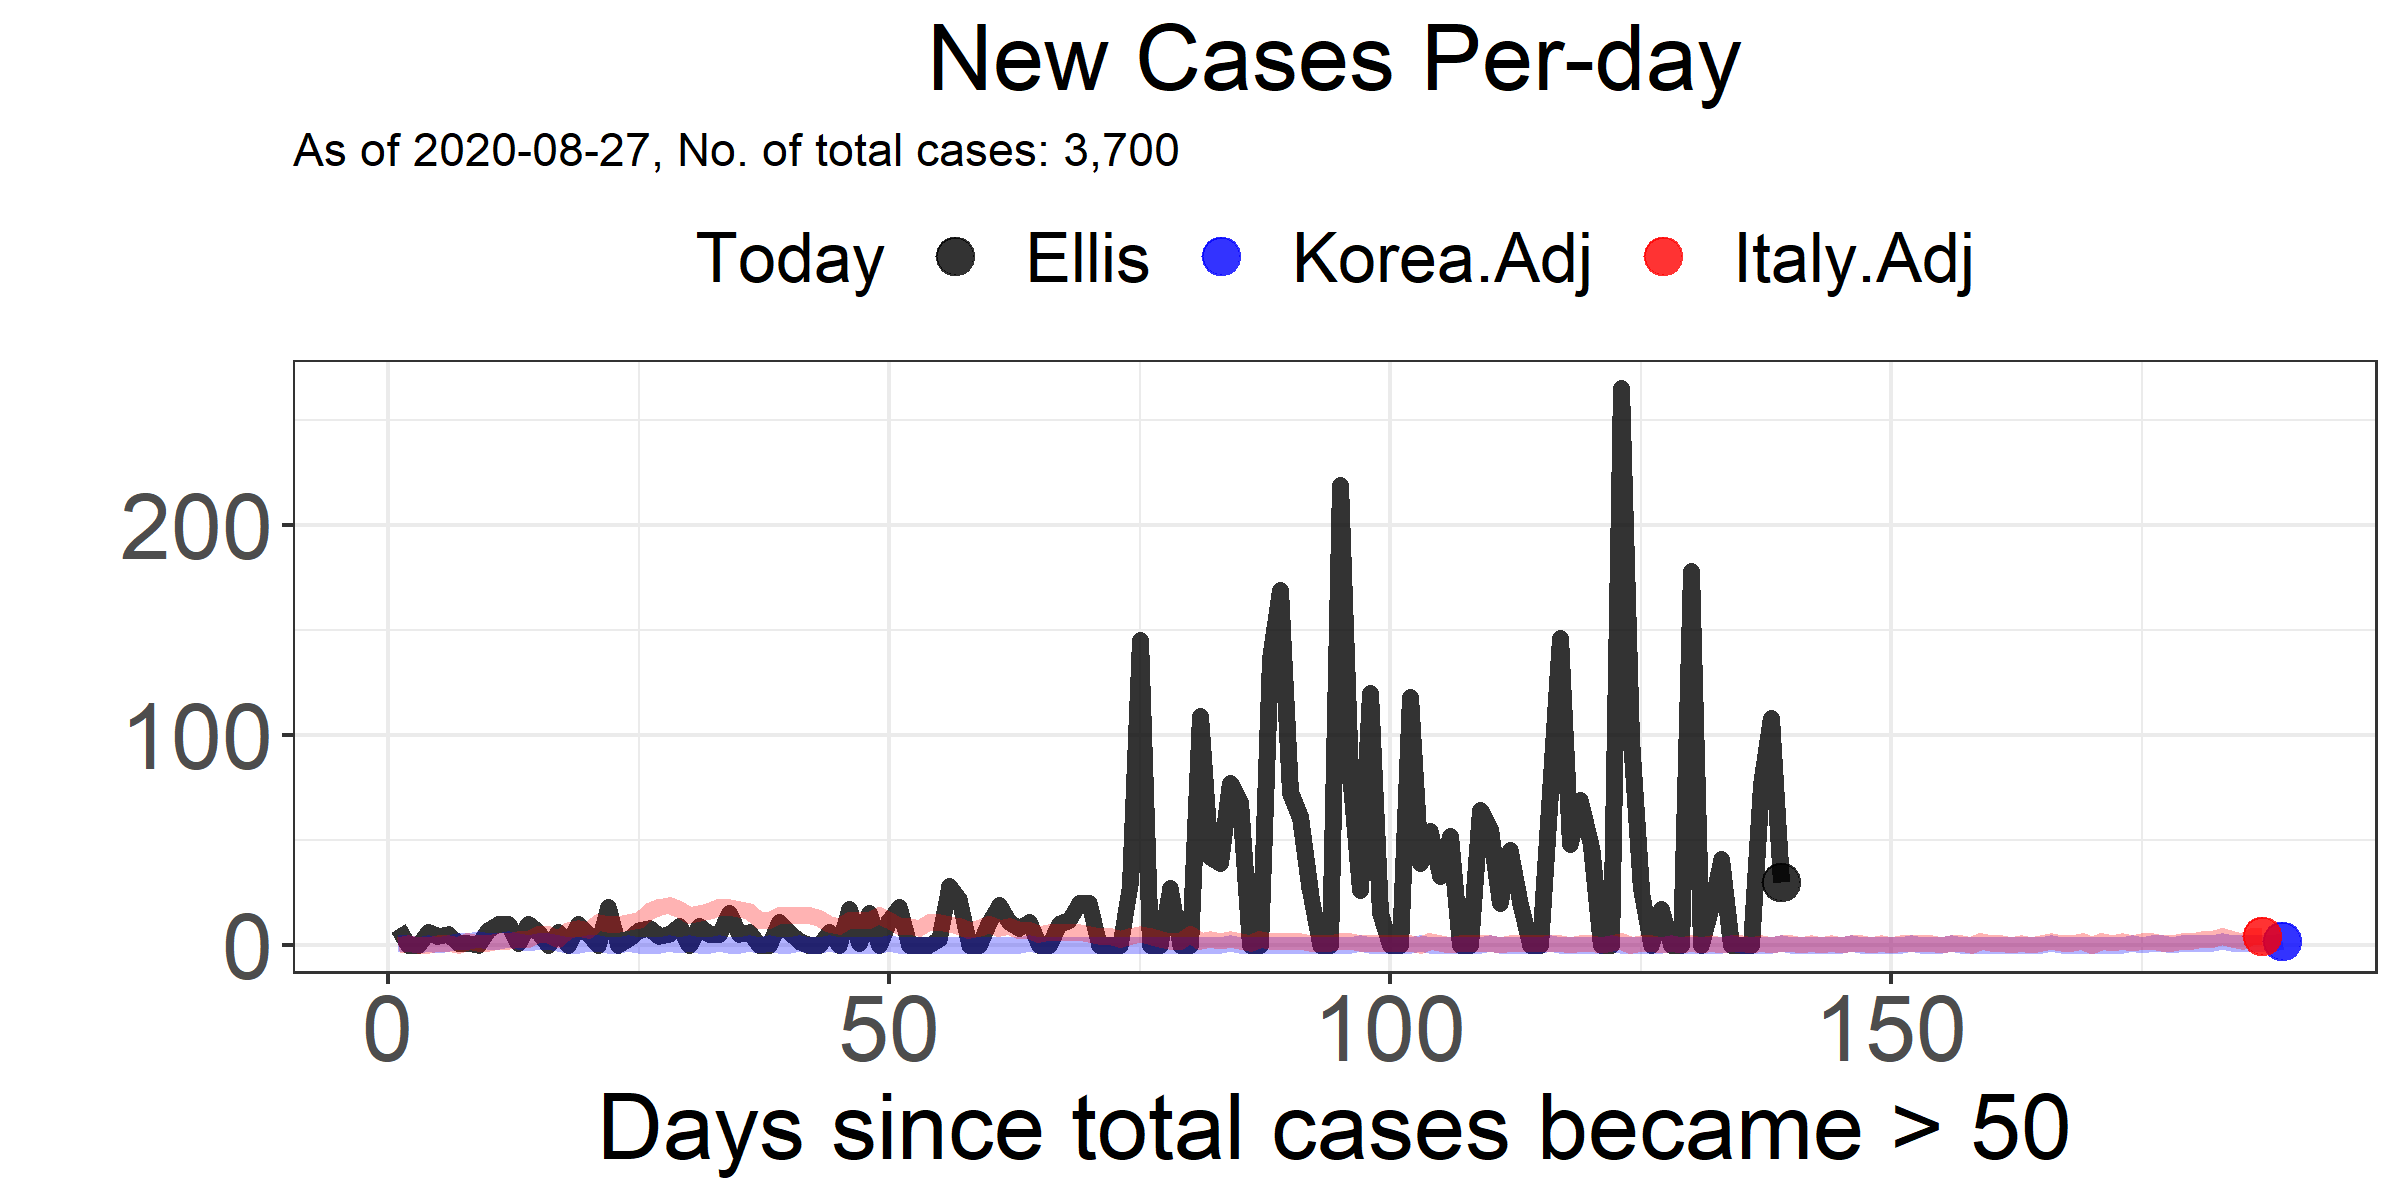 New Cases Per-day
As of 2020-08-27, No. of total cases: 3,700
Today Ellis Korea.Adj Italy.Adj
200
100
0
0 50 100 150
Days since total cases became > 50